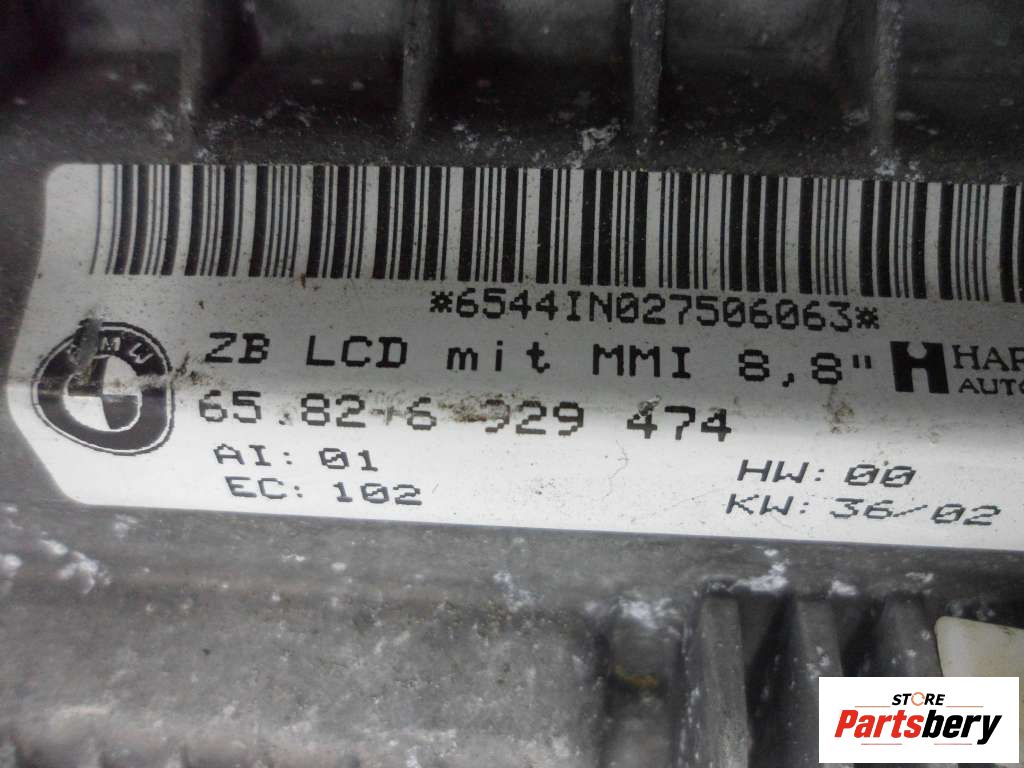 *6544IN027506063*
BMW
ZB LCD mit MMI 8,8"
65.82-6 929 474
AI: 01
EC: 102
HW: 00
KW: 36/02
STORE
Partsbery